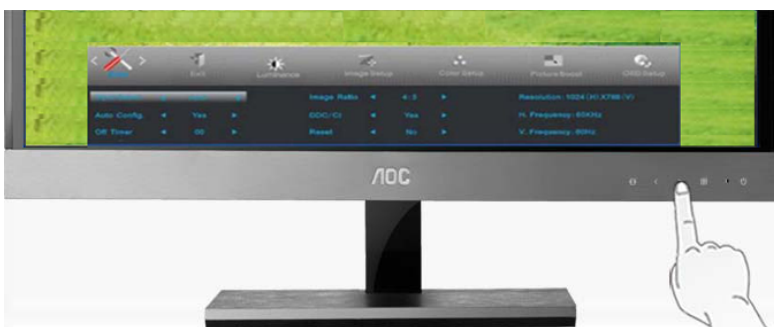 Exit
Luminance
Image Setup
Color Setup
Picture Boost
OSD Setup
Image Ratio 4:3
Resolution: 1024 (H) X768 (V)
Auto Config. Yes
DDC/CI Yes
H. Frequency: 60KHz
Off Timer 00
Reset No
V. Frequency: 60Hz
AOC